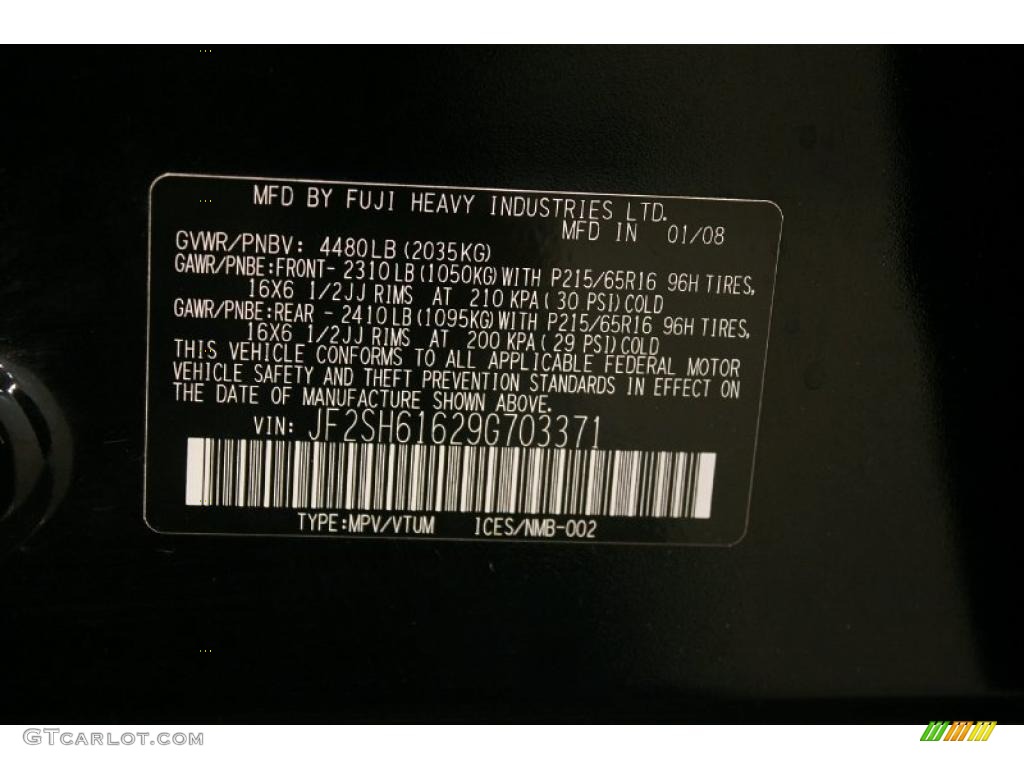 MFD BY FUJI HEAVY INDUSTRIES LTD.
MFD IN 01/08
GVWR/PNBV: 4480LB(2035KG)
GAWR/PNBE:FRONT- 2310LB(1050KG)WITH P215/65R16 96H TIRES,
16X6 1/2JJ RIMS AT 210 KPA( 30 PSI)COLD
GAWR/PNBE:REAR - 2410LB(1095KG)WITH P215/65R16 96H TIRES,
16X6 1/2JJ RIMS AT 200 KPA( 29 PSI)COLD
THIS VEHICLE CONFORMS TO ALL APPLICABLE FEDERAL MOTOR
VEHICLE SAFETY AND THEFT PREVENTION STANDARDS IN EFFECT ON
THE DATE OF MANUFACTURE SHOWN ABOVE.
VIN: JF2SH61629G703371
TYPE:MPV/VTUM ICES/NMB-002
GTCARLOT.COM